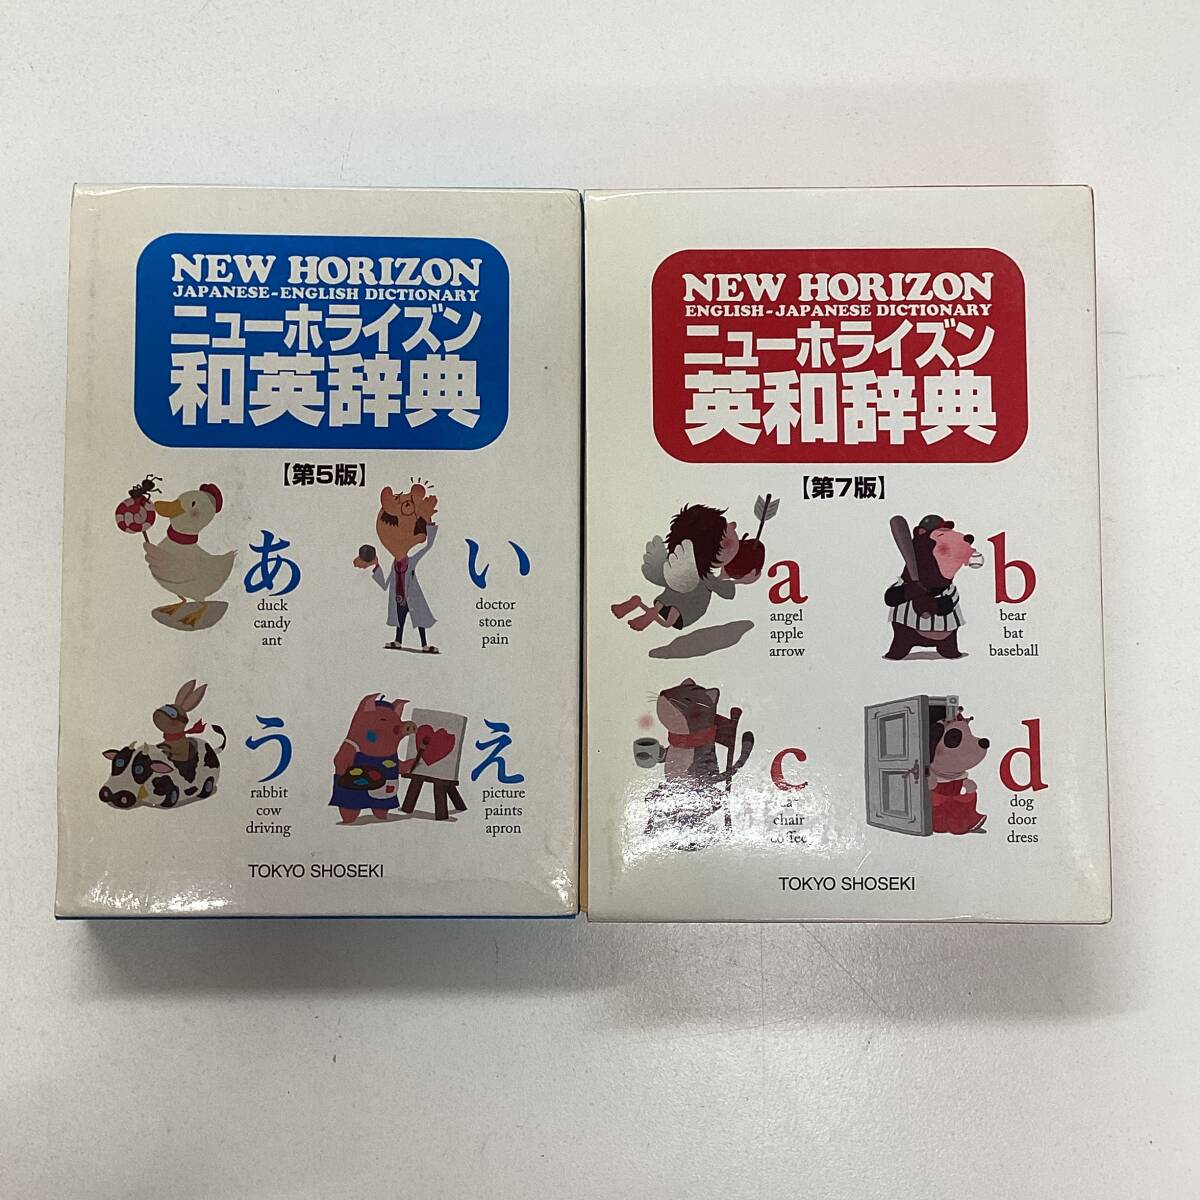 NEW HORIZON
JAPANESE-ENGLISH DICTIONARY
ニューホライズン
和英辞典
【第5版】
あ
duck
candy
ant
い
doctor
stone
pain
う
rabbit
cow
driving
え
picture
paints
apron
TOKYO SHOSEKI
NEW HORIZON
ENGLISH-JAPANESE DICTIONARY
ニューホライズン
英和辞典
【第7版】
a
angel
apple
arrow
b
bear
bat
baseball
c
chair
coffee
d
dog
door
dress
TOKYO SHOSEKI